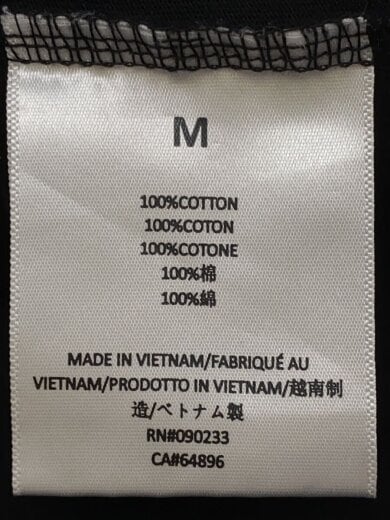 M
100%COTTON
100%COTON
100%COTONE
100%棉
100%綿
MADE IN VIETNAM/FABRIQUÉ AU
VIETNAM/PRODOTTO IN VIETNAM/越南制
造/ベトナム製
RN#090233
CA#64896